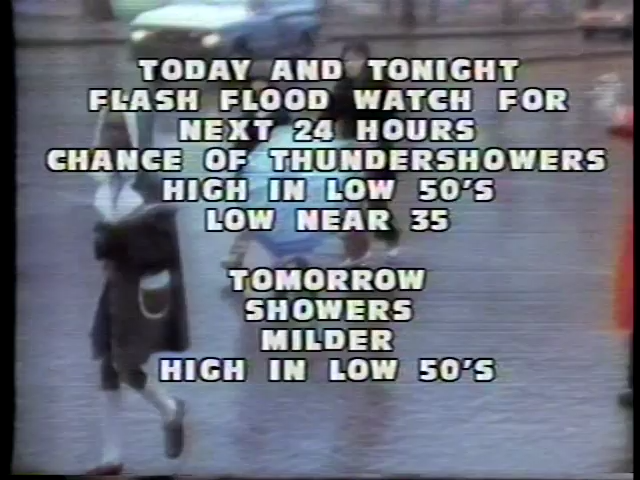 TODAY AND TONIGHT
FLASH FLOOD WATCH FOR
NEXT 24 HOURS
CHANCE OF THUNDERSHOWERS
HIGH IN LOW 50'S
LOW NEAR 35
TOMORROW
SHOWERS
MILDER
HIGH IN LOW 50'S